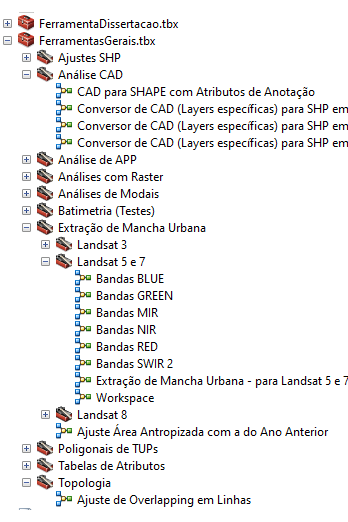 FerramentaDissertacao.tbx
FerramentasGerais.tbx
Ajustes SHP
Análise CAD
CAD para SHAPE com Atributos de Anotação
Conversor de CAD (Layers específicas) para SHP em
Conversor de CAD (Layers específicas) para SHP em
Conversor de CAD (Layers específicas) para SHP em
Análise de APP
Análises com Raster
Análises de Modais
Batimetria (Testes)
Extração de Mancha Urbana
Landsat 3
Landsat 5 e 7
Bandas BLUE
Bandas GREEN
Bandas MIR
Bandas NIR
Bandas RED
Bandas SWIR 2
Extração de Mancha Urbana - para Landsat 5 e 7
Workspace
Landsat 8
Ajuste Área Antropizada com a do Ano Anterior
Poligonais de TUPs
Tabelas de Atributos
Topologia
Ajuste de Overlapping em Linhas